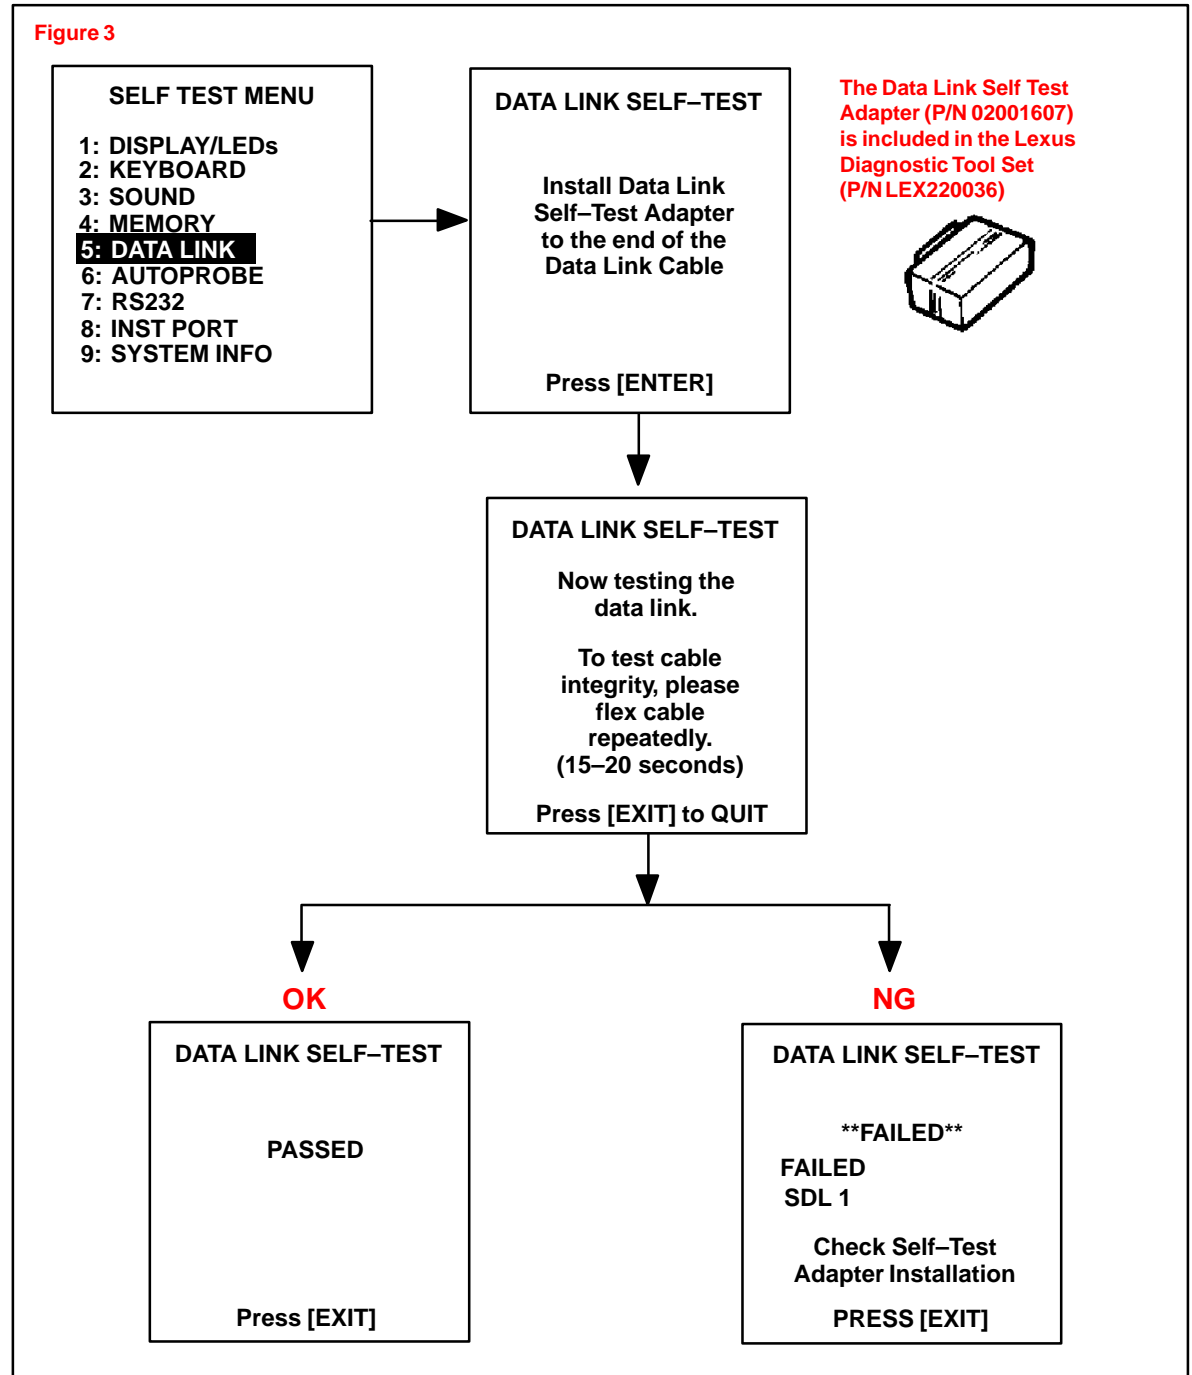 Figure 3
SELF TEST MENU
1: DISPLAY/LEDs
2: KEYBOARD
3: SOUND
4: MEMORY
5: DATA LINK
6: AUTOPROBE
7: RS232
8: INST PORT
9: SYSTEM INFO
DATA LINK SELF–TEST
Install Data Link
Self–Test Adapter
to the end of the
Data Link Cable
Press [ENTER]
The Data Link Self Test
Adapter (P/N 02001607)
is included in the Lexus
Diagnostic Tool Set
(P/N LEX220036)
DATA LINK SELF–TEST
Now testing the
data link.
To test cable
integrity, please
flex cable
repeatedly.
(15–20 seconds)
Press [EXIT] to QUIT
OK
DATA LINK SELF–TEST
PASSED
Press [EXIT]
NG
DATA LINK SELF–TEST
**FAILED**
FAILED
SDL 1
Check Self–Test
Adapter Installation
PRESS [EXIT]